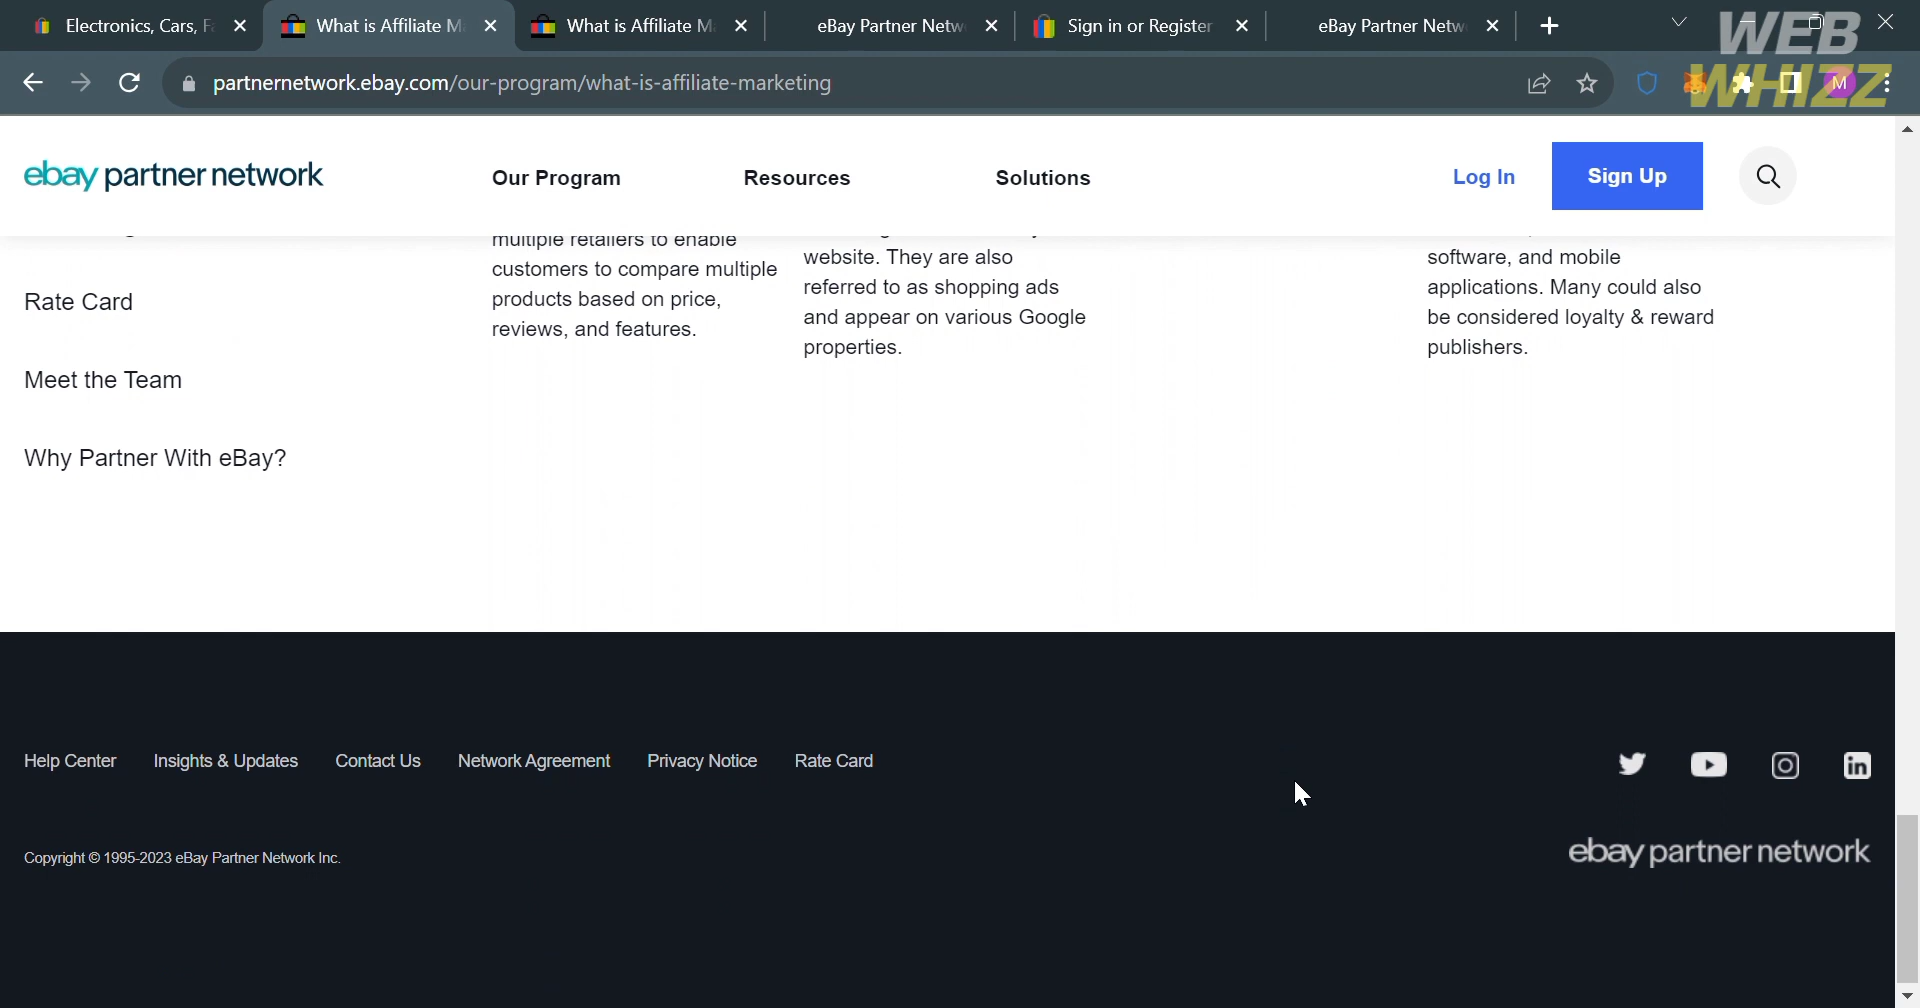 Electronics, Cars, F
What is Affiliate M
What is Affiliate M
eBay Partner Netw
Sign in or Register
eBay Partner Netw
WEB
WHIZZ
partnernetwork.ebay.com/our-program/what-is-affiliate-marketing
M
ebay partner network
Our Program
Resources
Solutions
Log In
Sign Up
Rate Card
Meet the Team
Why Partner With eBay?
multiple retailers to enable
customers to compare multiple
products based on price,
reviews, and features.
website. They are also
referred to as shopping ads
and appear on various Google
properties.
software, and mobile
applications. Many could also
be considered loyalty & reward
publishers.
Help Center
Insights & Updates
Contact Us
Network Agreement
Privacy Notice
Rate Card
Copyright © 1995-2023 eBay Partner Network Inc.
ebay partner network